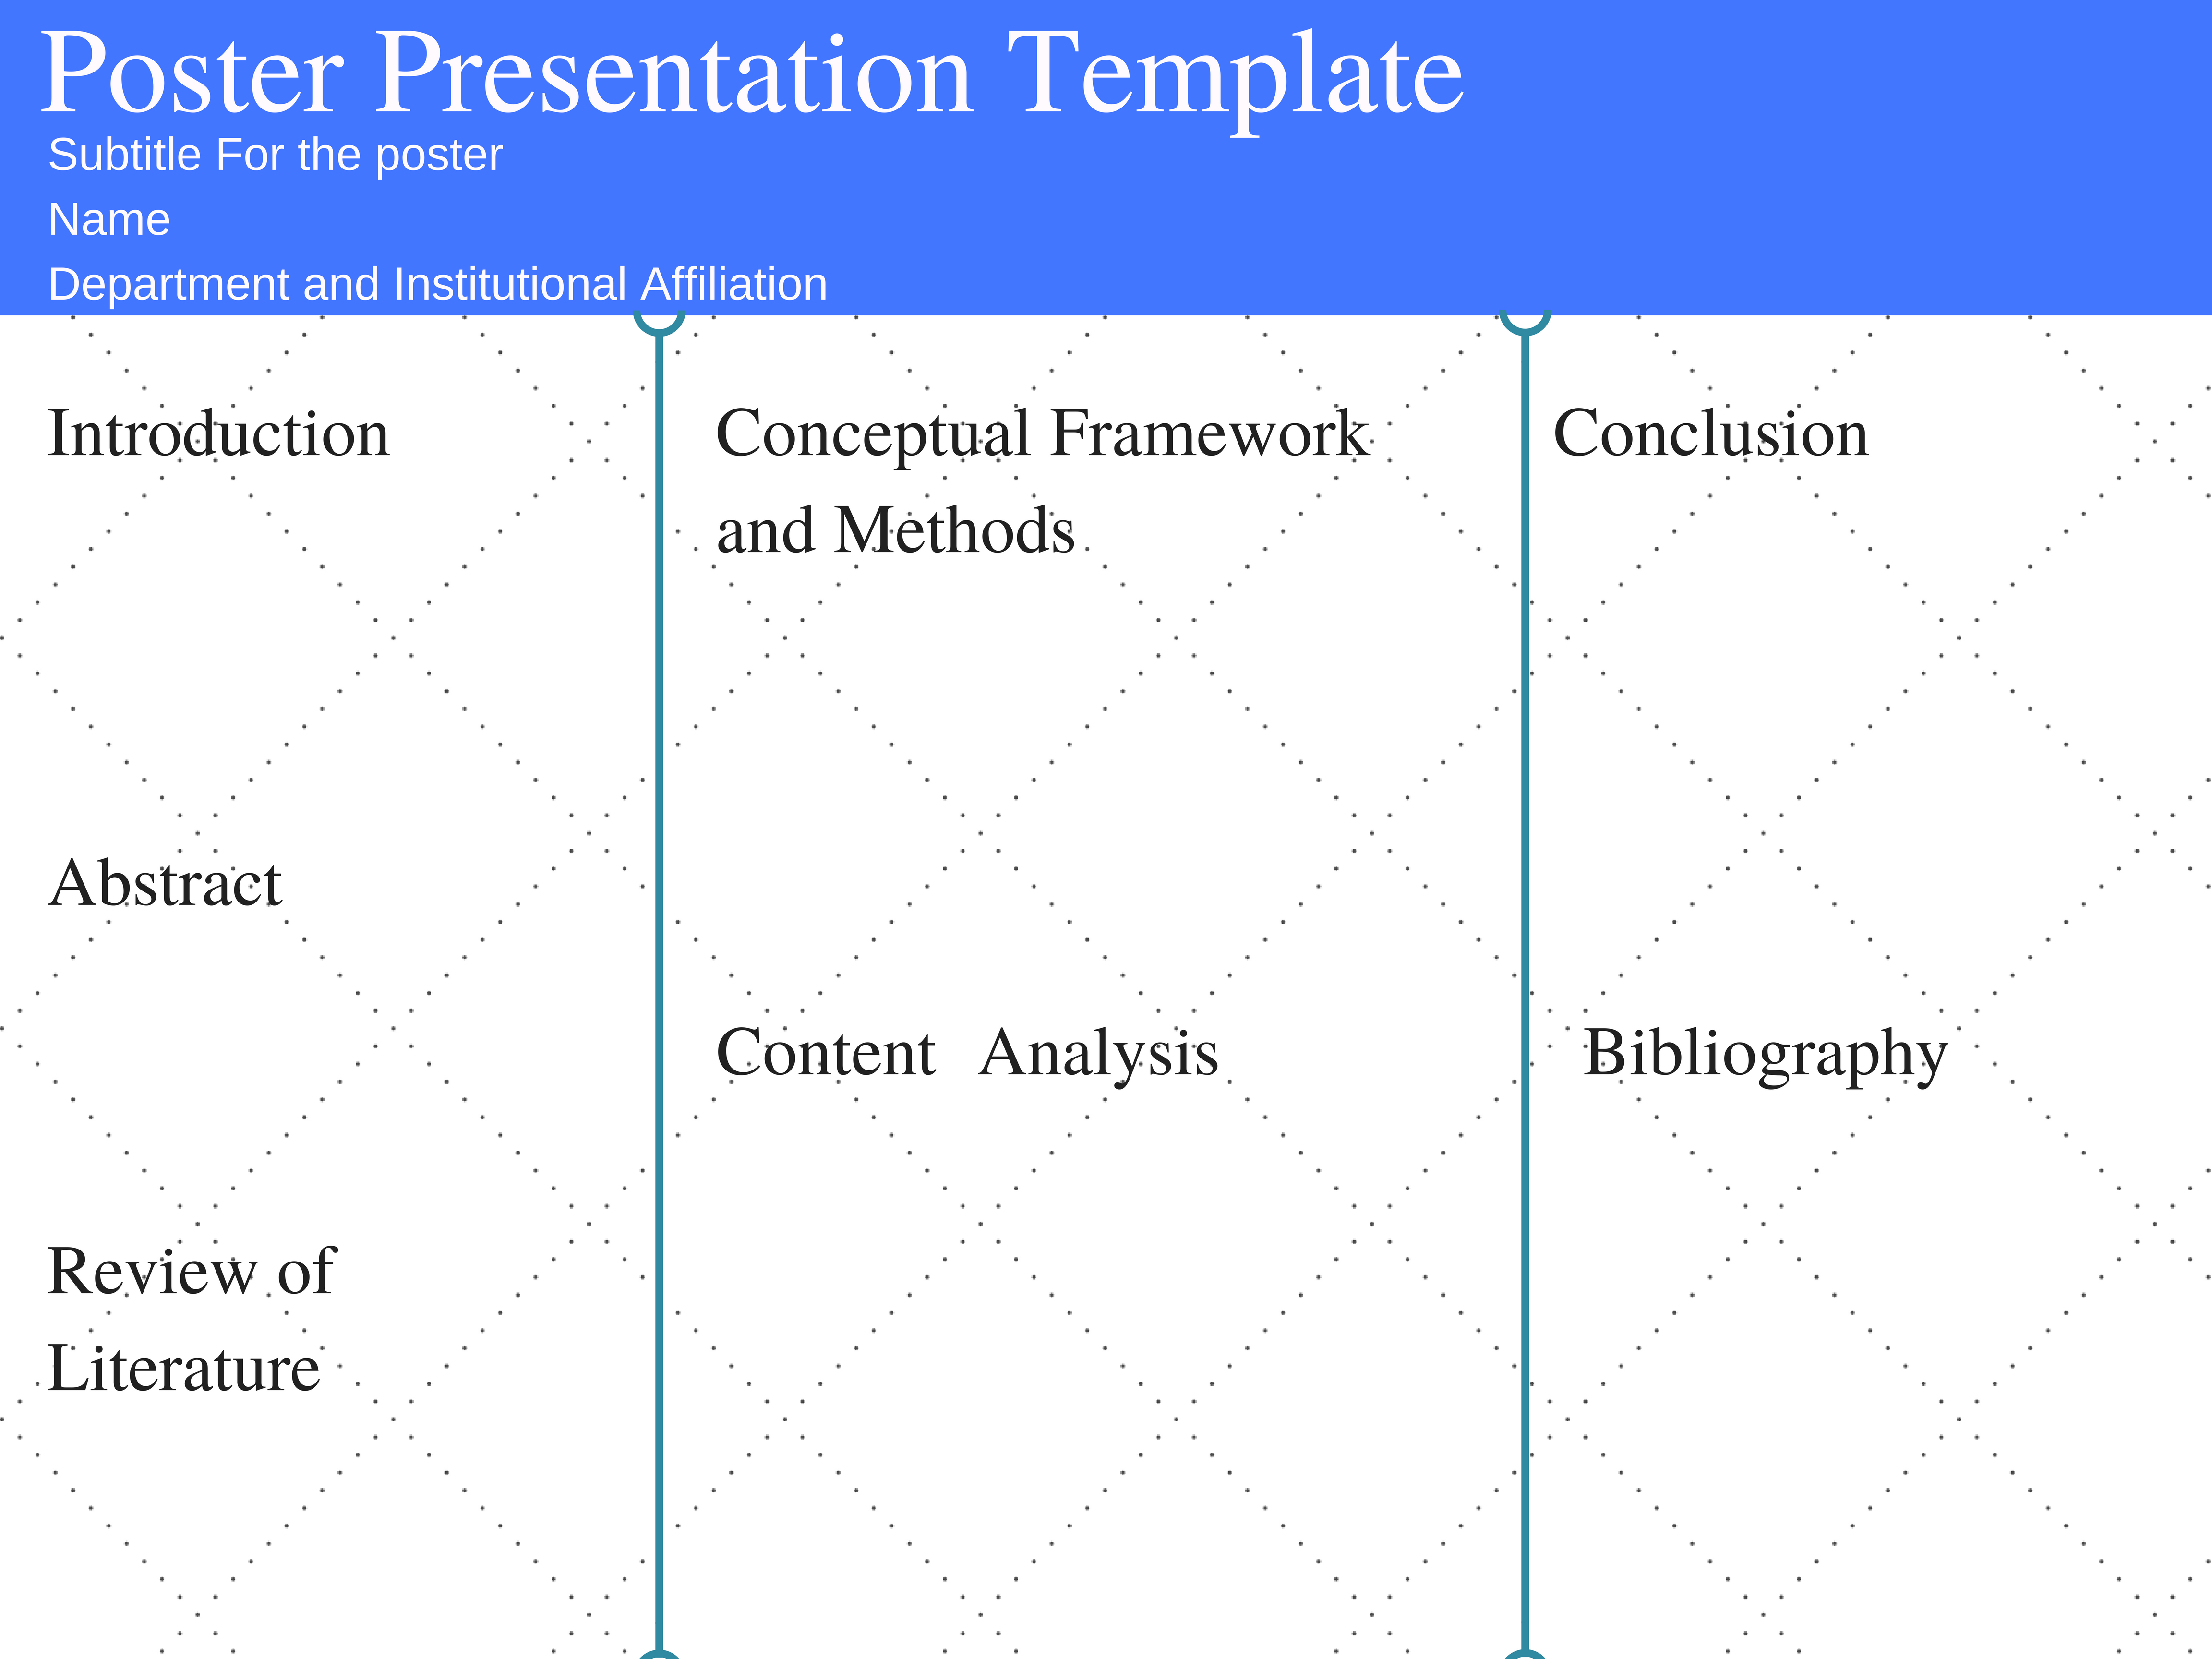 Poster Presentation Template
Subtitle For the poster
Name
Department and Institutional Affiliation
Introduction
Abstract
Review of
Literature
Conceptual Framework
and Methods
Content Analysis
Conclusion
Bibliography